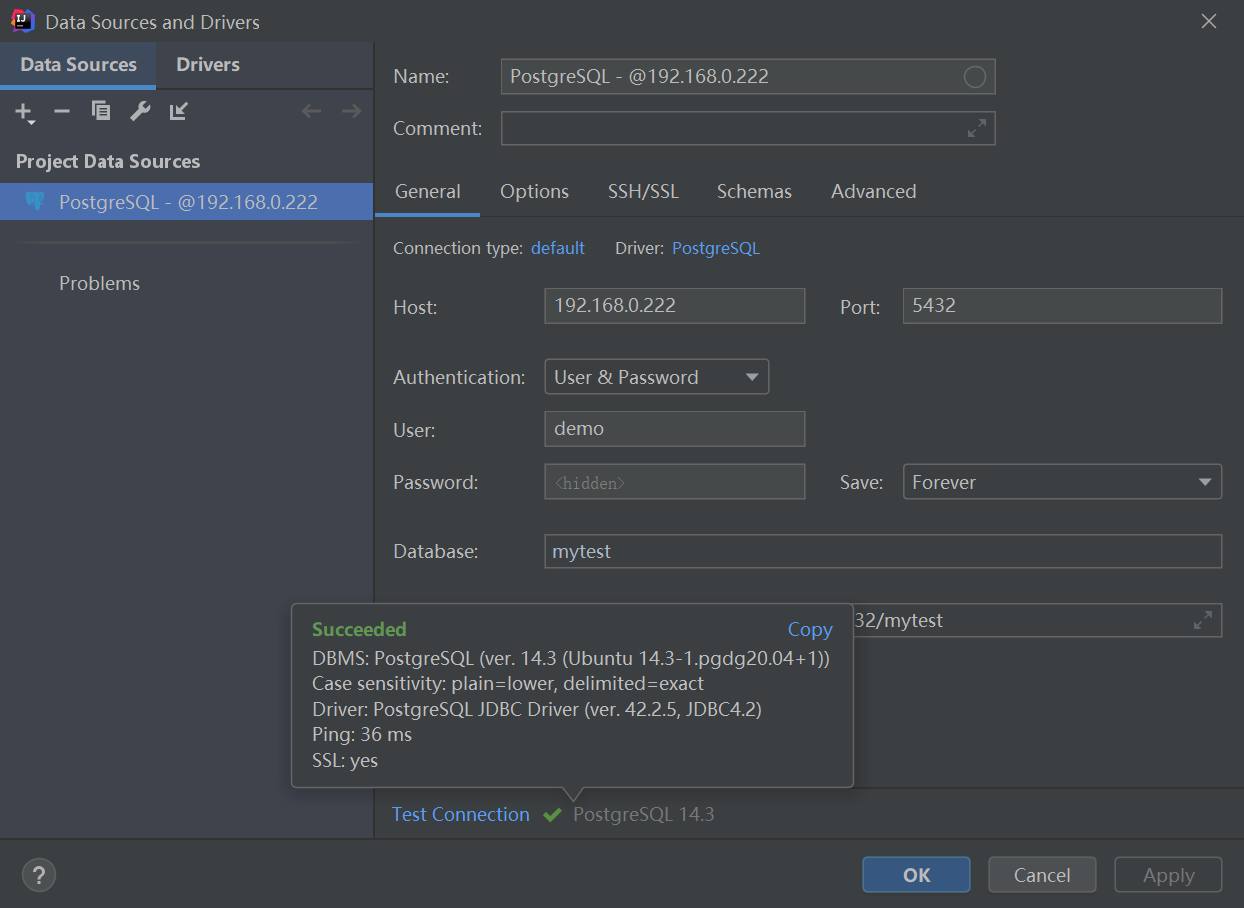 Data Sources and Drivers
Data Sources Drivers
Project Data Sources
PostgreSQL - @192.168.0.222
Problems
Name: PostgreSQL - @192.168.0.222
Comment:
General Options SSH/SSL Schemas Advanced
Connection type: default Driver: PostgreSQL
Host: 192.168.0.222 Port: 5432
Authentication: User & Password
User: demo
Password: <hidden> Save: Forever
Database: mytest
32/mytest
Succeeded Copy
DBMS: PostgreSQL (ver. 14.3 (Ubuntu 14.3-1.pgdg20.04+1))
Case sensitivity: plain=lower, delimited=exact
Driver: PostgreSQL JDBC Driver (ver. 42.2.5, JDBC4.2)
Ping: 36 ms
SSL: yes
Test Connection PostgreSQL 14.3
? OK Cancel Apply